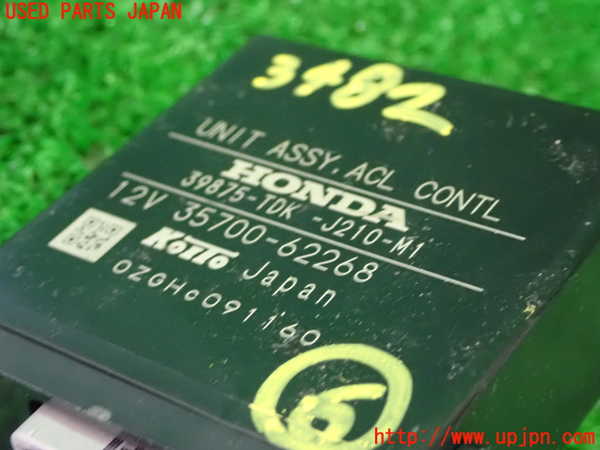 USED PARTS JAPAN
3482
UNIT ASSY, ACL CONTL
HONDA
39875-TDK -J210-M1
12V 35700-62268
KOITO Japan
0ZGHc091160
6
http://www.upjpn.com/